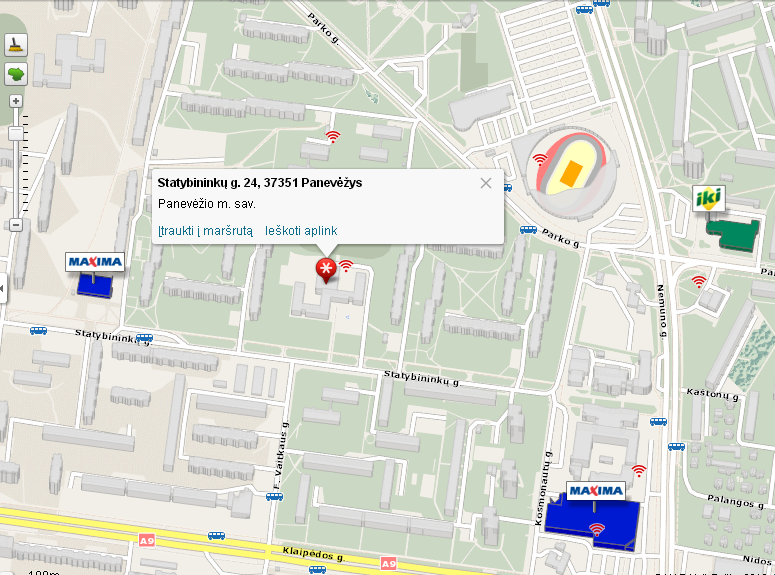 Parko g.
Statybininkų g. 24, 37351 Panevėžys
Panevėžio m. sav.
Įtraukti į maršrutą Ieškoti aplink
iki
Parko g.
MAXIMA
Nemuno g.
Statybininkų g.
Statybininkų g.
Kaštonų g.
F. Vaitkaus g.
Kosmonautų g.
MAXIMA
Palangos g.
A9
Klaipėdos g.
A9
Nidos
100m